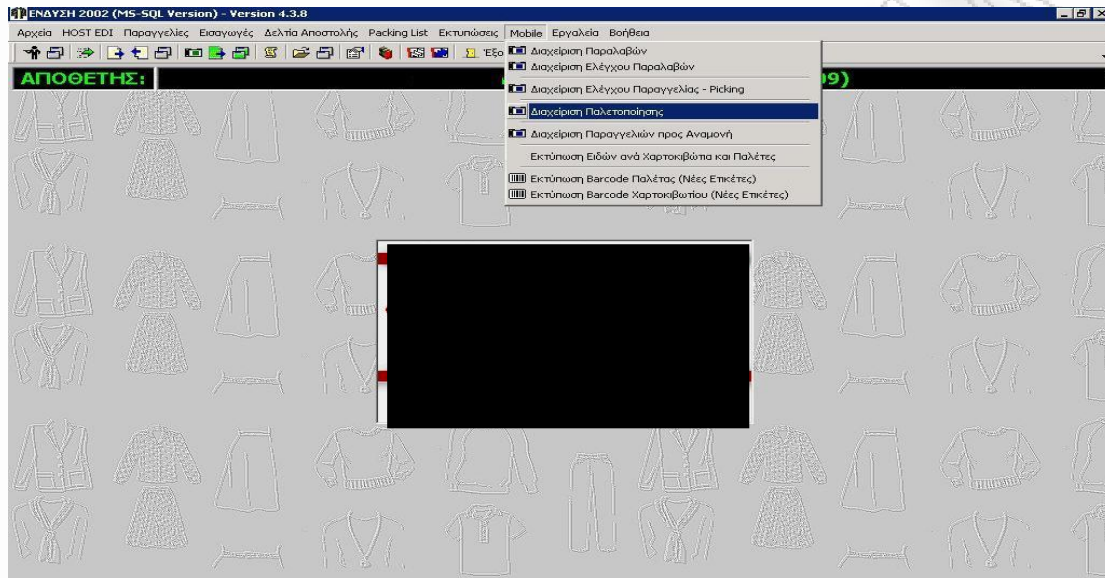 ΕΝΔΥΣΗ 2002 (MS-SQL Version) - Version 4.3.8
Αρχεία HOST EDI Παραγγελίες Εισαγωγές Δελτία Αποστολής Packing List Εκτυπώσεις Mobile Εργαλεία Βοήθεια
Έξο
ΑΠΟΘΕΤΗΣ: 9)
Διαχείριση Παραλαβών
Διαχείριση Ελέγχου Παραλαβών
Διαχείριση Ελέγχου Παραγγελίας - Picking
Διαχείριση Παλετοποίησης
Διαχείριση Παραγγελιών προς Αναμονή
Εκτύπωση Ειδών ανά Χαρτοκιβώτια και Παλέτες
Εκτύπωση Barcode Παλέτας (Νέες Ετικέτες)
Εκτύπωση Barcode Χαρτοκιβωτίου (Νέες Ετικέτες)